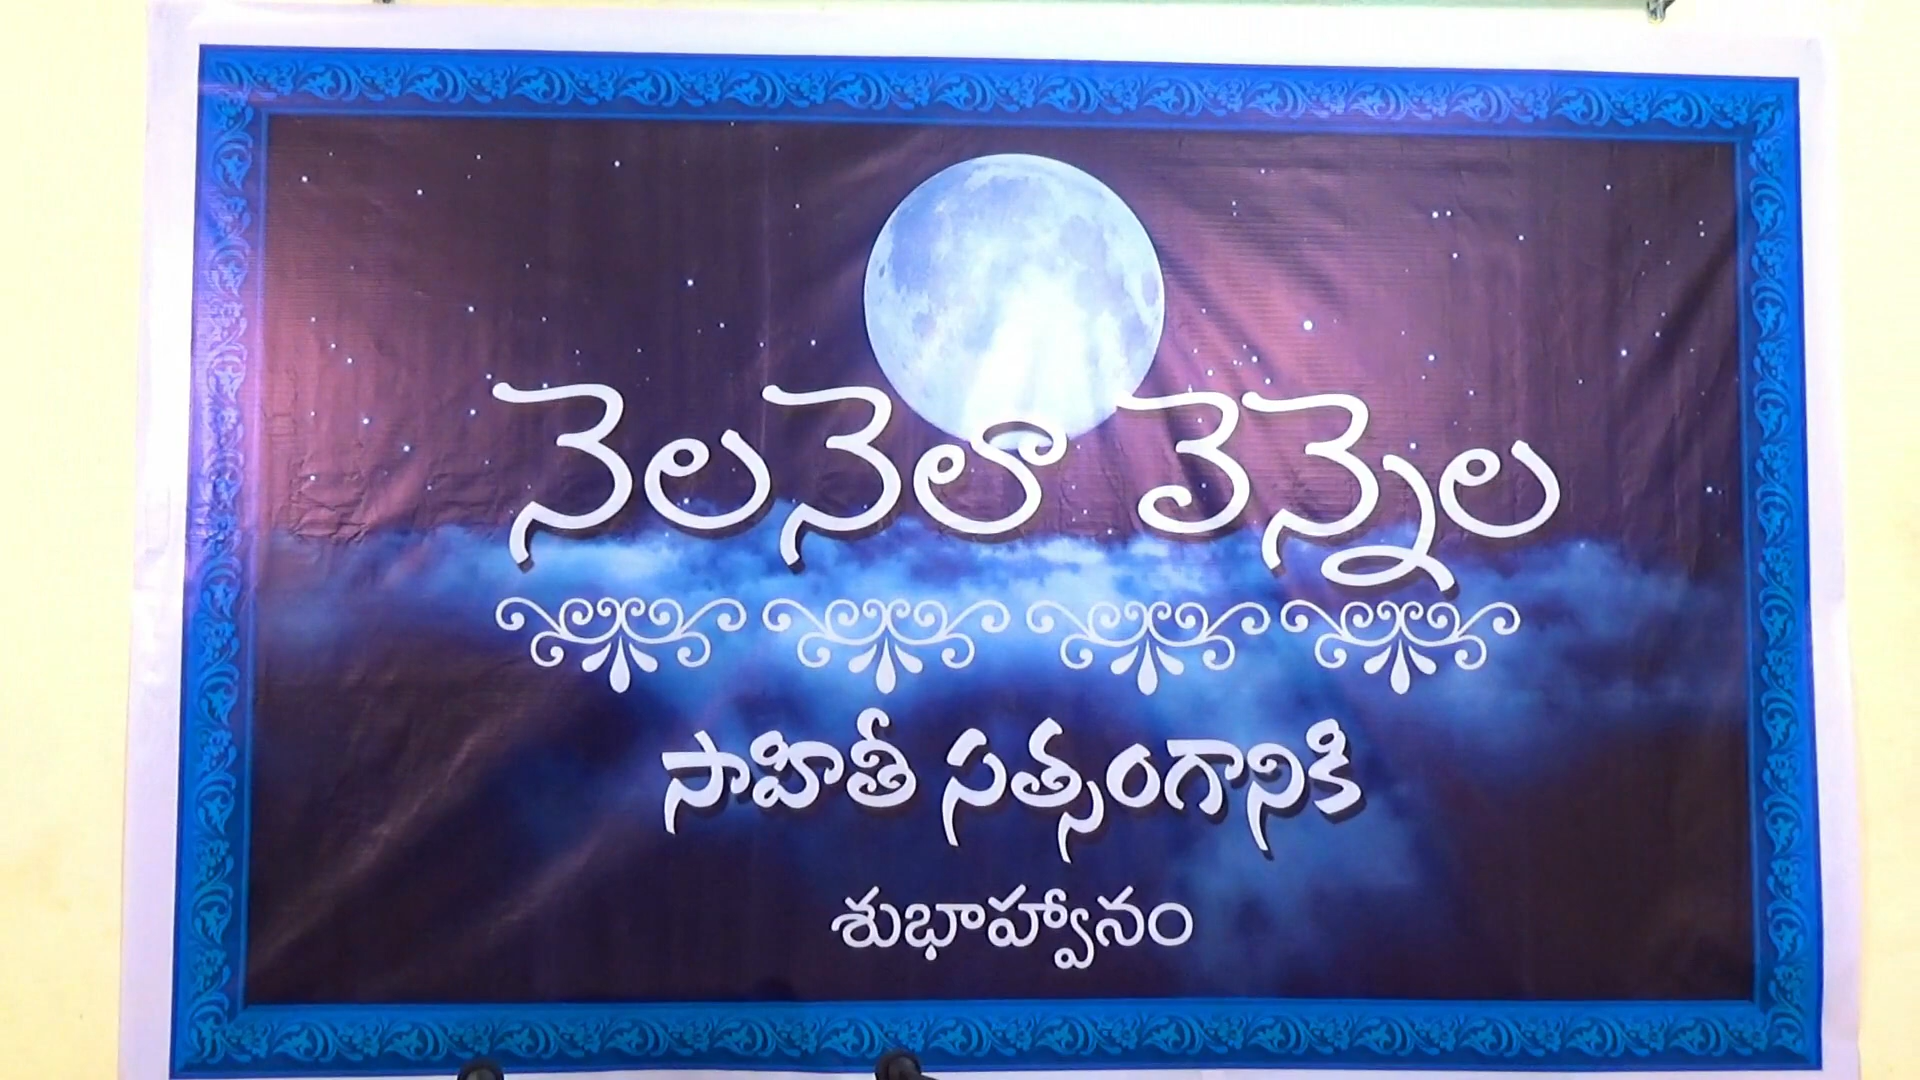 నెలనెలా వెన్నెల
సాహితీ సత్సంగానికి
శుభాహ్వానం